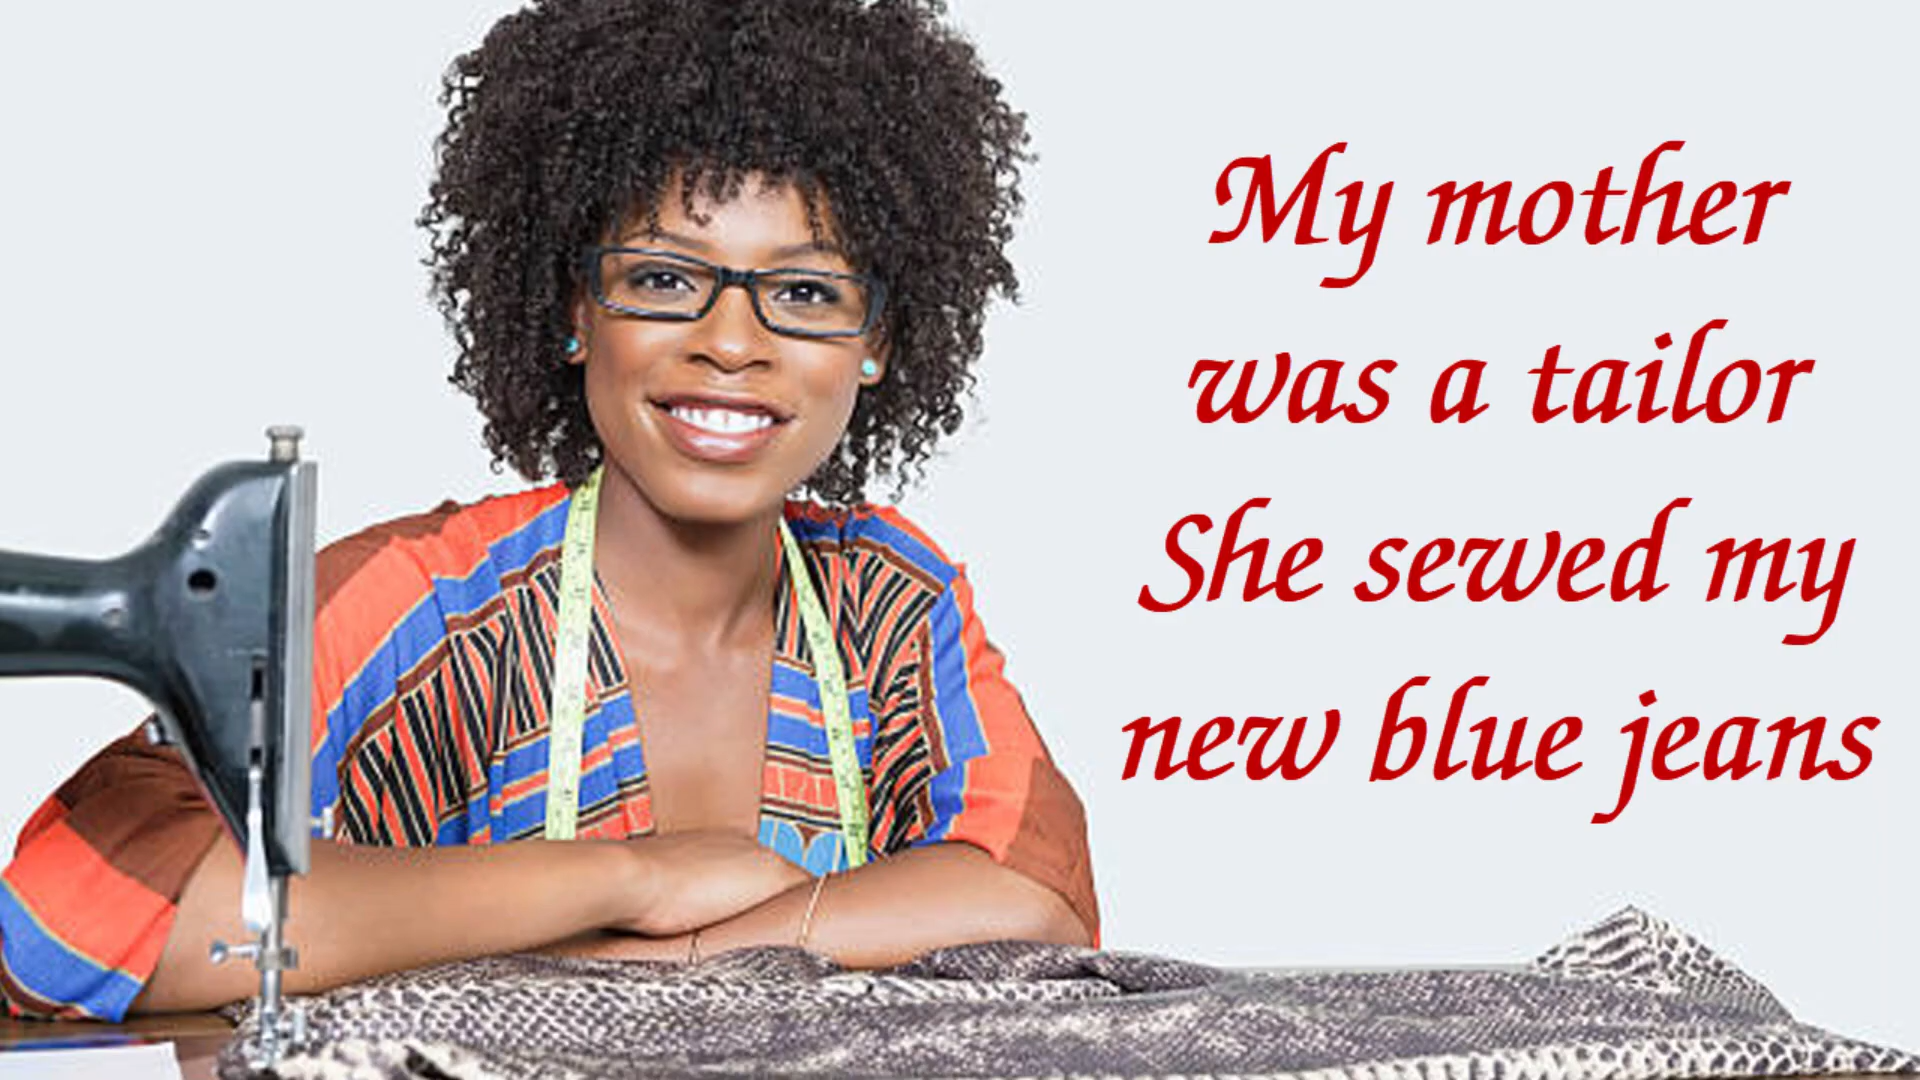 My mother
was a tailor
She sewed my
new blue jeans